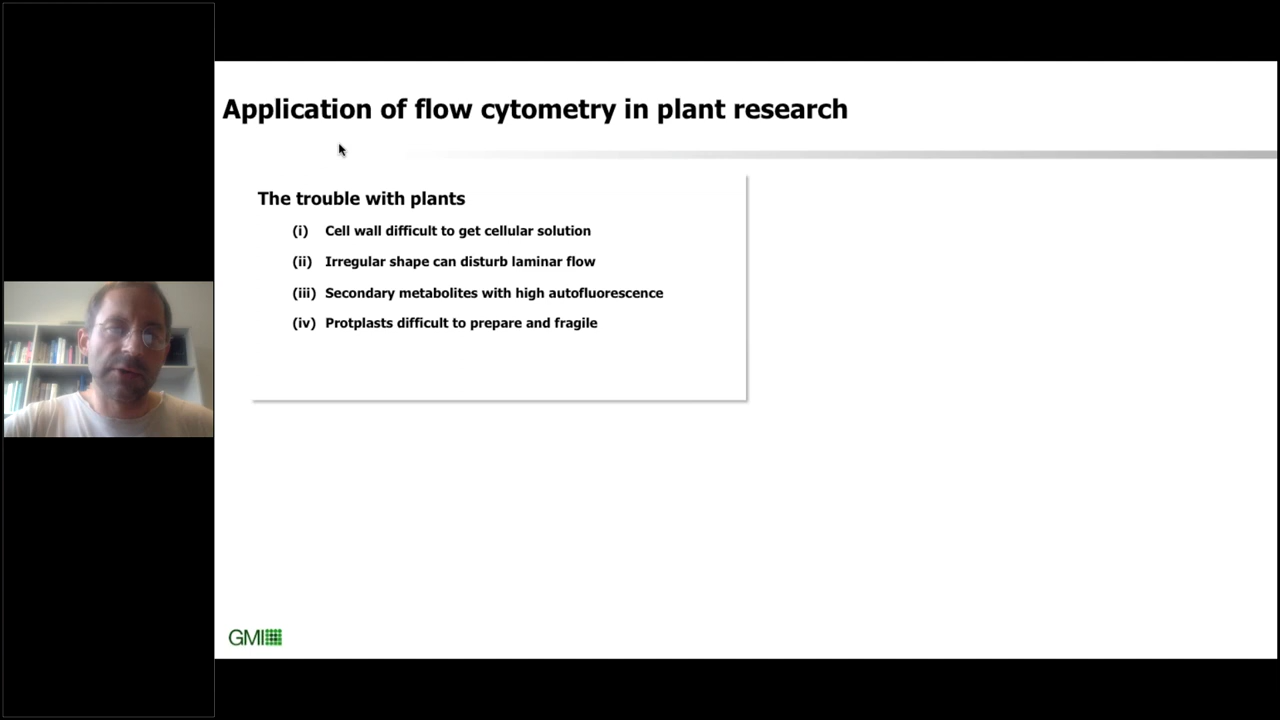 Application of flow cytometry in plant research
The trouble with plants
(i) Cell wall difficult to get cellular solution
(ii) Irregular shape can disturb laminar flow
(iii) Secondary metabolites with high autofluorescence
(iv) Protplasts difficult to prepare and fragile
GMI